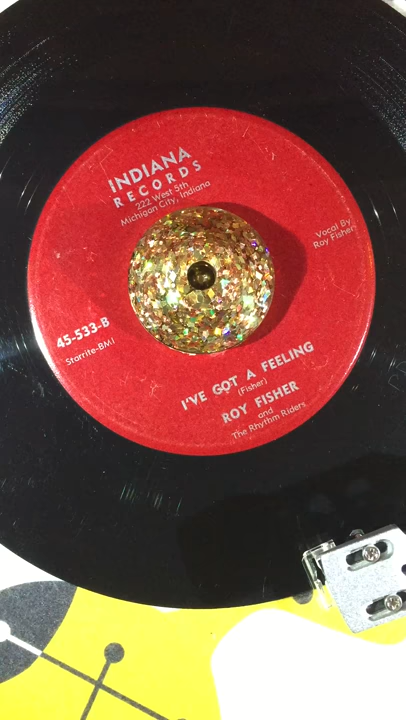 INDIANA
RECORDS
222 West 5th
Michigan City, Indiana
Vocal By
Roy Fisher
45-533-B
Starrite-BMI
I'VE GOT A FEELING
(Fisher)
ROY FISHER
and
The Rhythm Riders